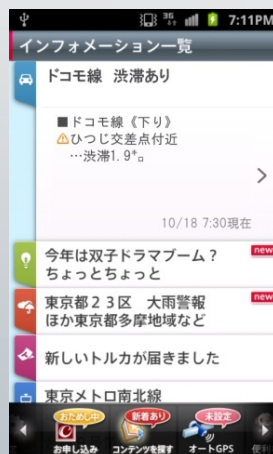 3G
7:11PM
インフォメーション一覧
ドコモ線 渋滞あり
■ドコモ線《下り》
⚠ひつじ交差点付近
…渋滞1.9㌔。
10/18 7:30現在
今年は双子ドラマブーム？
ちょっとちょっと
new
東京都２３区 大雨警報
ほか東京都多摩地域など
new
新しいトルカが届きました
東京メトロ南北線
おためし中
新着あり
未設定
お申し込み
コンテンツを探す
オートGPS
便利